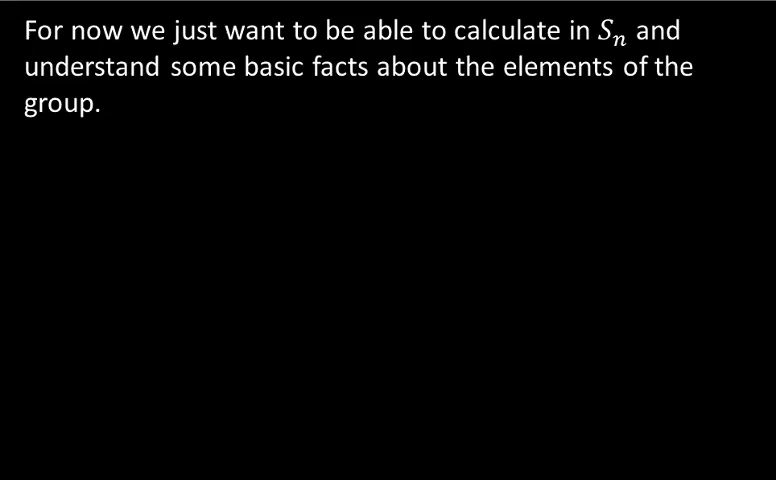 For now we just want to be able to calculate in $S_n$ and
understand some basic facts about the elements of the
group.